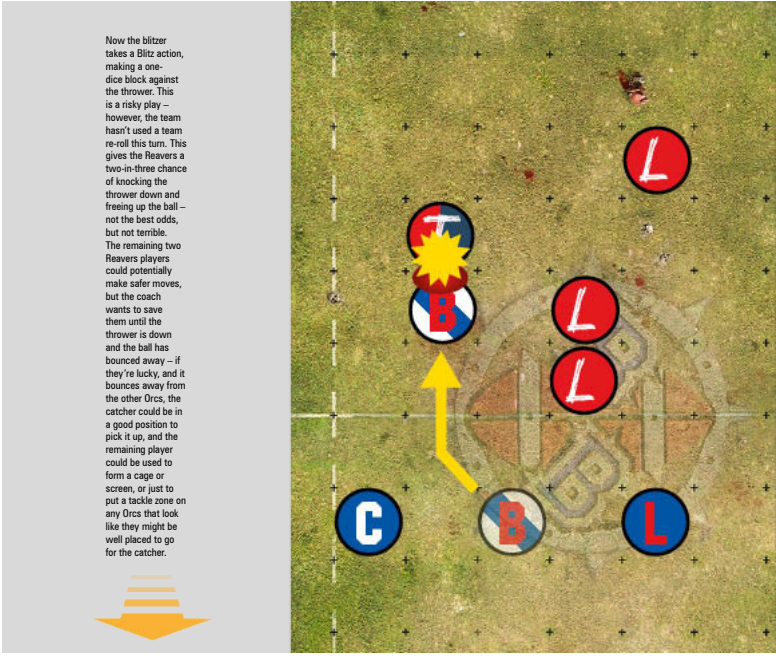 Now the blitzer
takes a Blitz action,
making a one-
dice block against
the thrower. This
is a risky play –
however, the team
hasn't used a team
re-roll this turn. This
gives the Reavers a
two-in-three chance
of knocking the
thrower down and
freeing up the ball –
not the best odds,
but not terrible.
The remaining two
Reavers players
could potentially
make safer moves,
but the coach
wants to save
them until the
thrower is down
and the ball has
bounced away – if
they're lucky, and it
bounces away from
the other Orcs, the
catcher could be in
a good position to
pick it up, and the
remaining player
could be used to
form a cage or
screen, or just to
put a tackle zone on
any Orcs that look
like they might be
well placed to go
for the catcher.
L
T
B
L
L
C
B
L
B
B